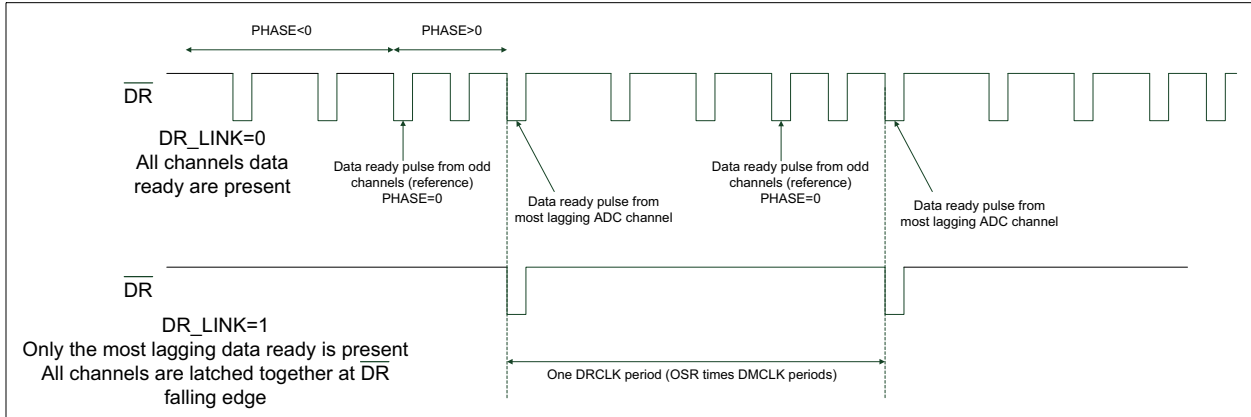 PHASE<0
PHASE>0
DR
DR_LINK=0
All channels data
ready are present
Data ready pulse from odd
channels (reference)
PHASE=0
Data ready pulse from
most lagging ADC channel
Data ready pulse from odd
channels (reference)
PHASE=0
Data ready pulse from
most lagging ADC channel
DR
DR_LINK=1
Only the most lagging data ready is present
All channels are latched together at DR
falling edge
One DRCLK period (OSR times DMCLK periods)